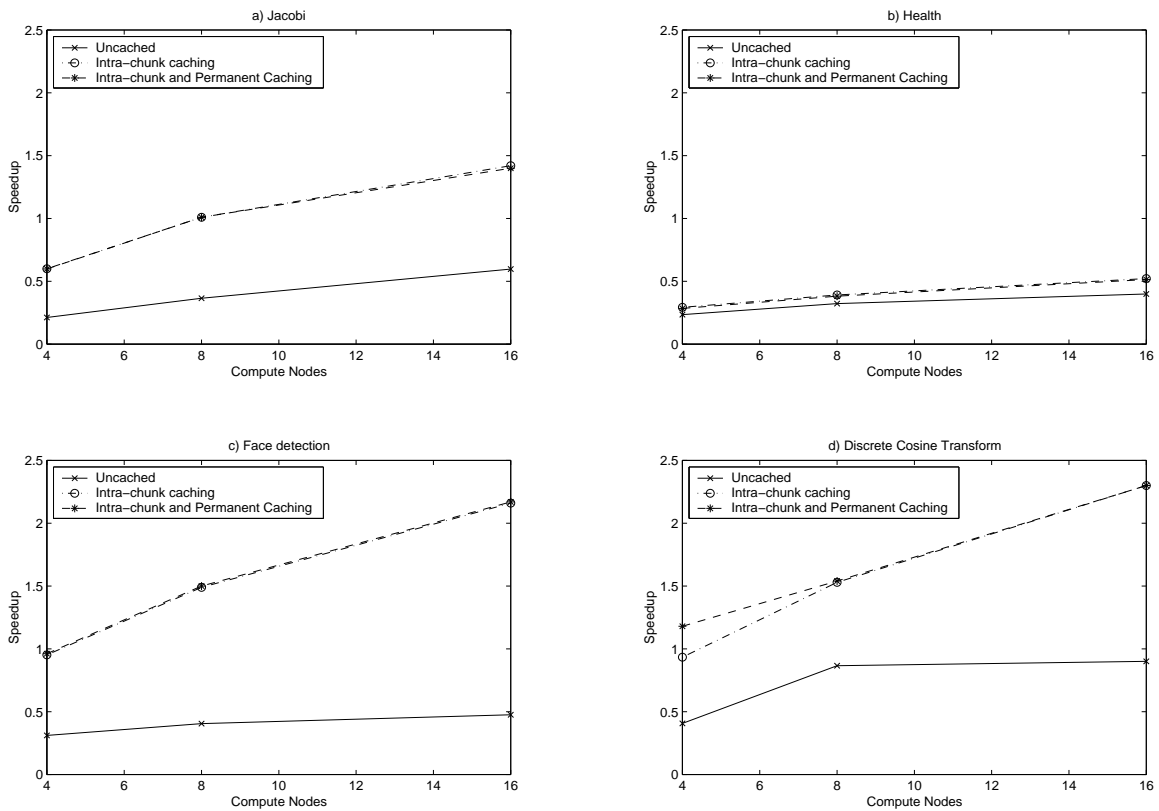 a) Jacobi
2.5
2
1.5
1
0.5
0
4 6 8 10 12 14 16
Speedup
Compute Nodes
Uncached
Intra−chunk caching
Intra−chunk and Permanent Caching
b) Health
2.5
2
1.5
1
0.5
0
4 6 8 10 12 14 16
Speedup
Compute Nodes
Uncached
Intra−chunk caching
Intra−chunk and Permanent Caching
c) Face detection
2.5
2
1.5
1
0.5
0
4 6 8 10 12 14 16
Speedup
Compute Nodes
Uncached
Intra−chunk caching
Intra−chunk and Permanent Caching
d) Discrete Cosine Transform
2.5
2
1.5
1
0.5
0
4 6 8 10 12 14 16
Speedup
Compute Nodes
Uncached
Intra−chunk caching
Intra−chunk and Permanent Caching